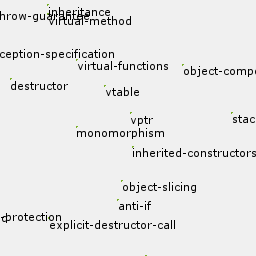 inheritance
hrow-guarantee
virtual-method
ception-specification
virtual-functions
object-compo
destructor
vtable
vptr
stac
monomorphism
inherited-constructors
object-slicing
anti-if
-protection
explicit-destructor-call